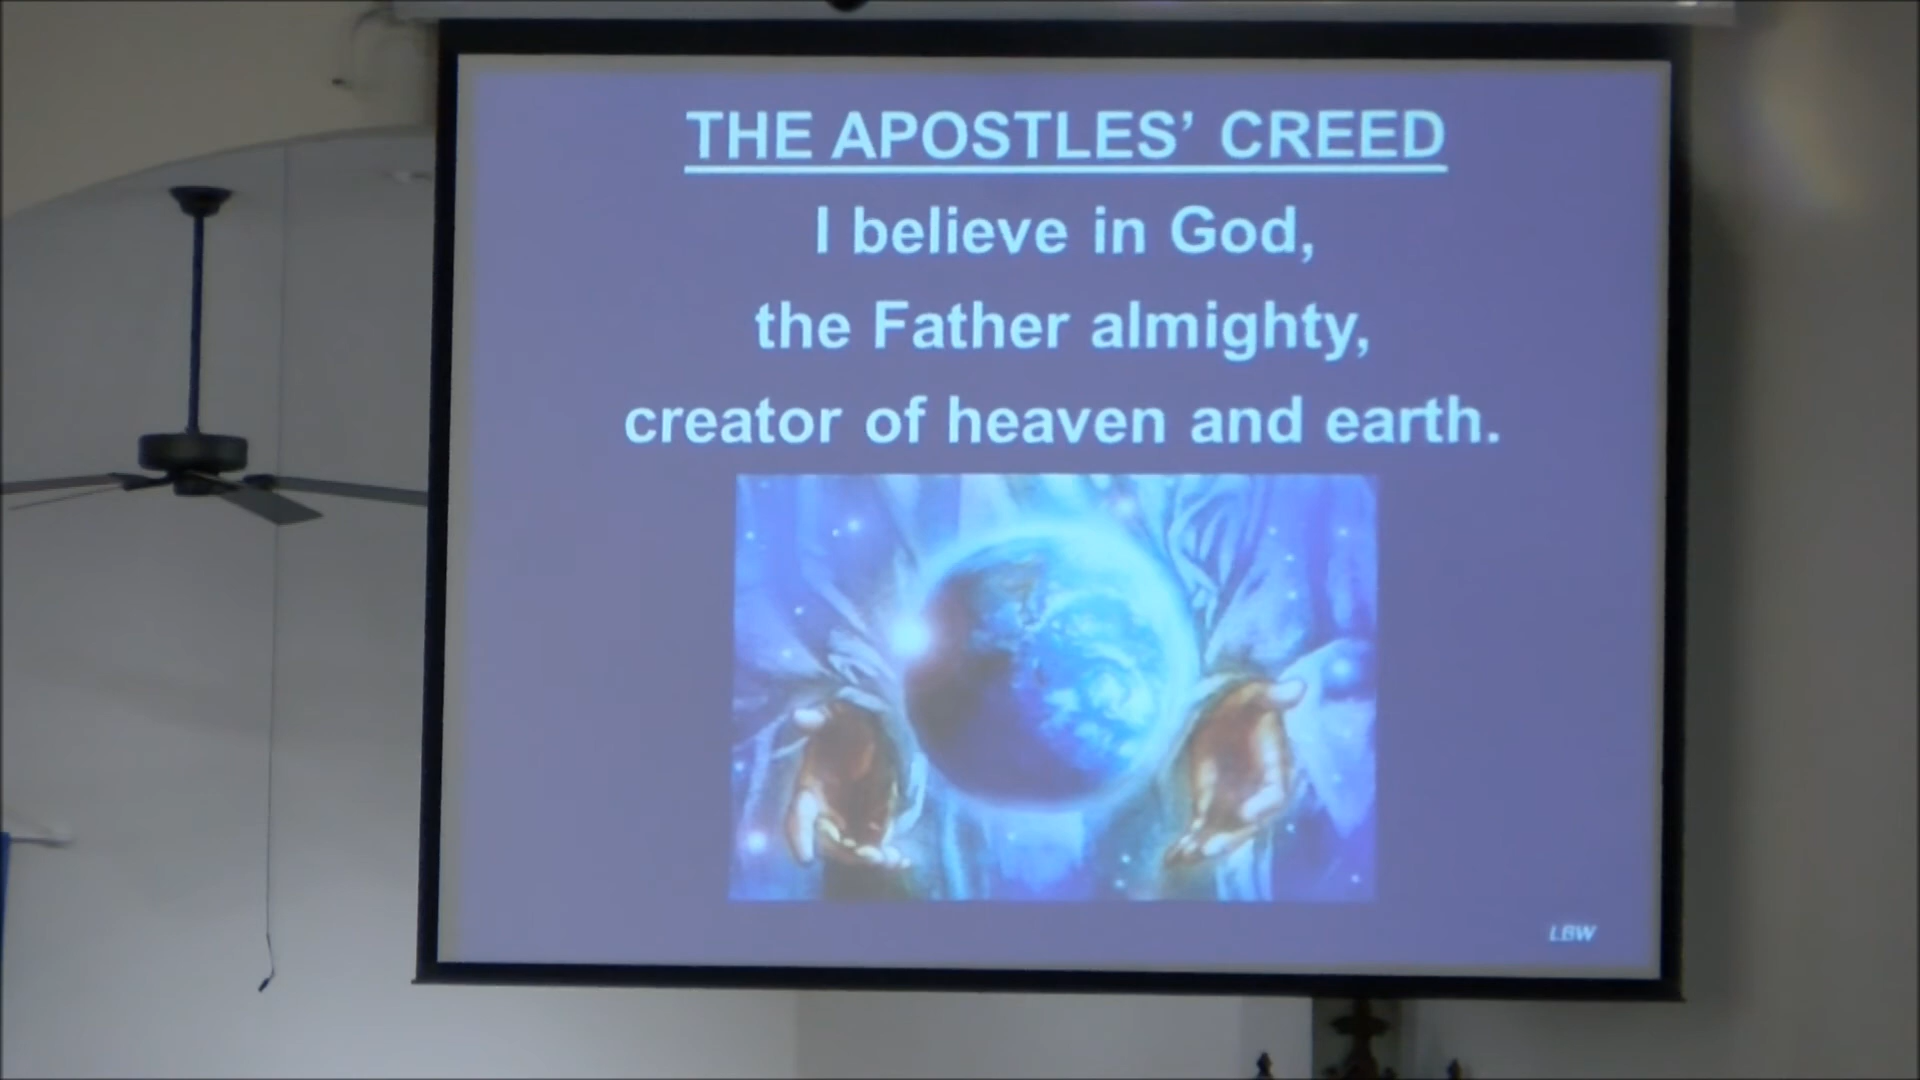 THE APOSTLES’ CREED
I believe in God,
the Father almighty,
creator of heaven and earth.
LBW